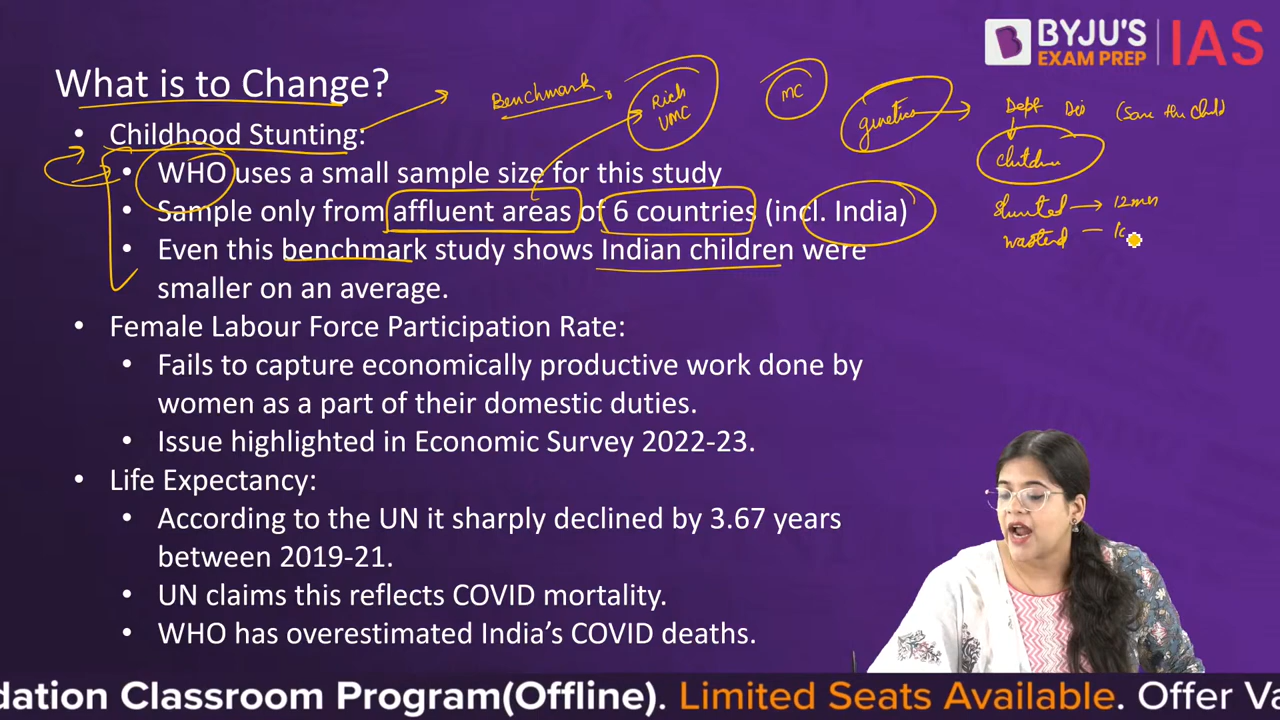 BYJU'S
EXAM PREP
IAS
What is to Change?
Benchmark
Rich
UMC
MC
genetics
Dept
(Save the Child
children
Stunted → 12mn
wasted –
• Childhood Stunting:
• WHO uses a small sample size for this study
• Sample only from affluent areas of 6 countries (incl. India)
• Even this benchmark study shows Indian children were
smaller on an average.
• Female Labour Force Participation Rate:
• Fails to capture economically productive work done by
women as a part of their domestic duties.
• Issue highlighted in Economic Survey 2022-23.
• Life Expectancy:
• According to the UN it sharply declined by 3.67 years
between 2019-21.
• UN claims this reflects COVID mortality.
• WHO has overestimated India's COVID deaths.
dation Classroom Program(Offline). Limited Seats Available. Offer Va